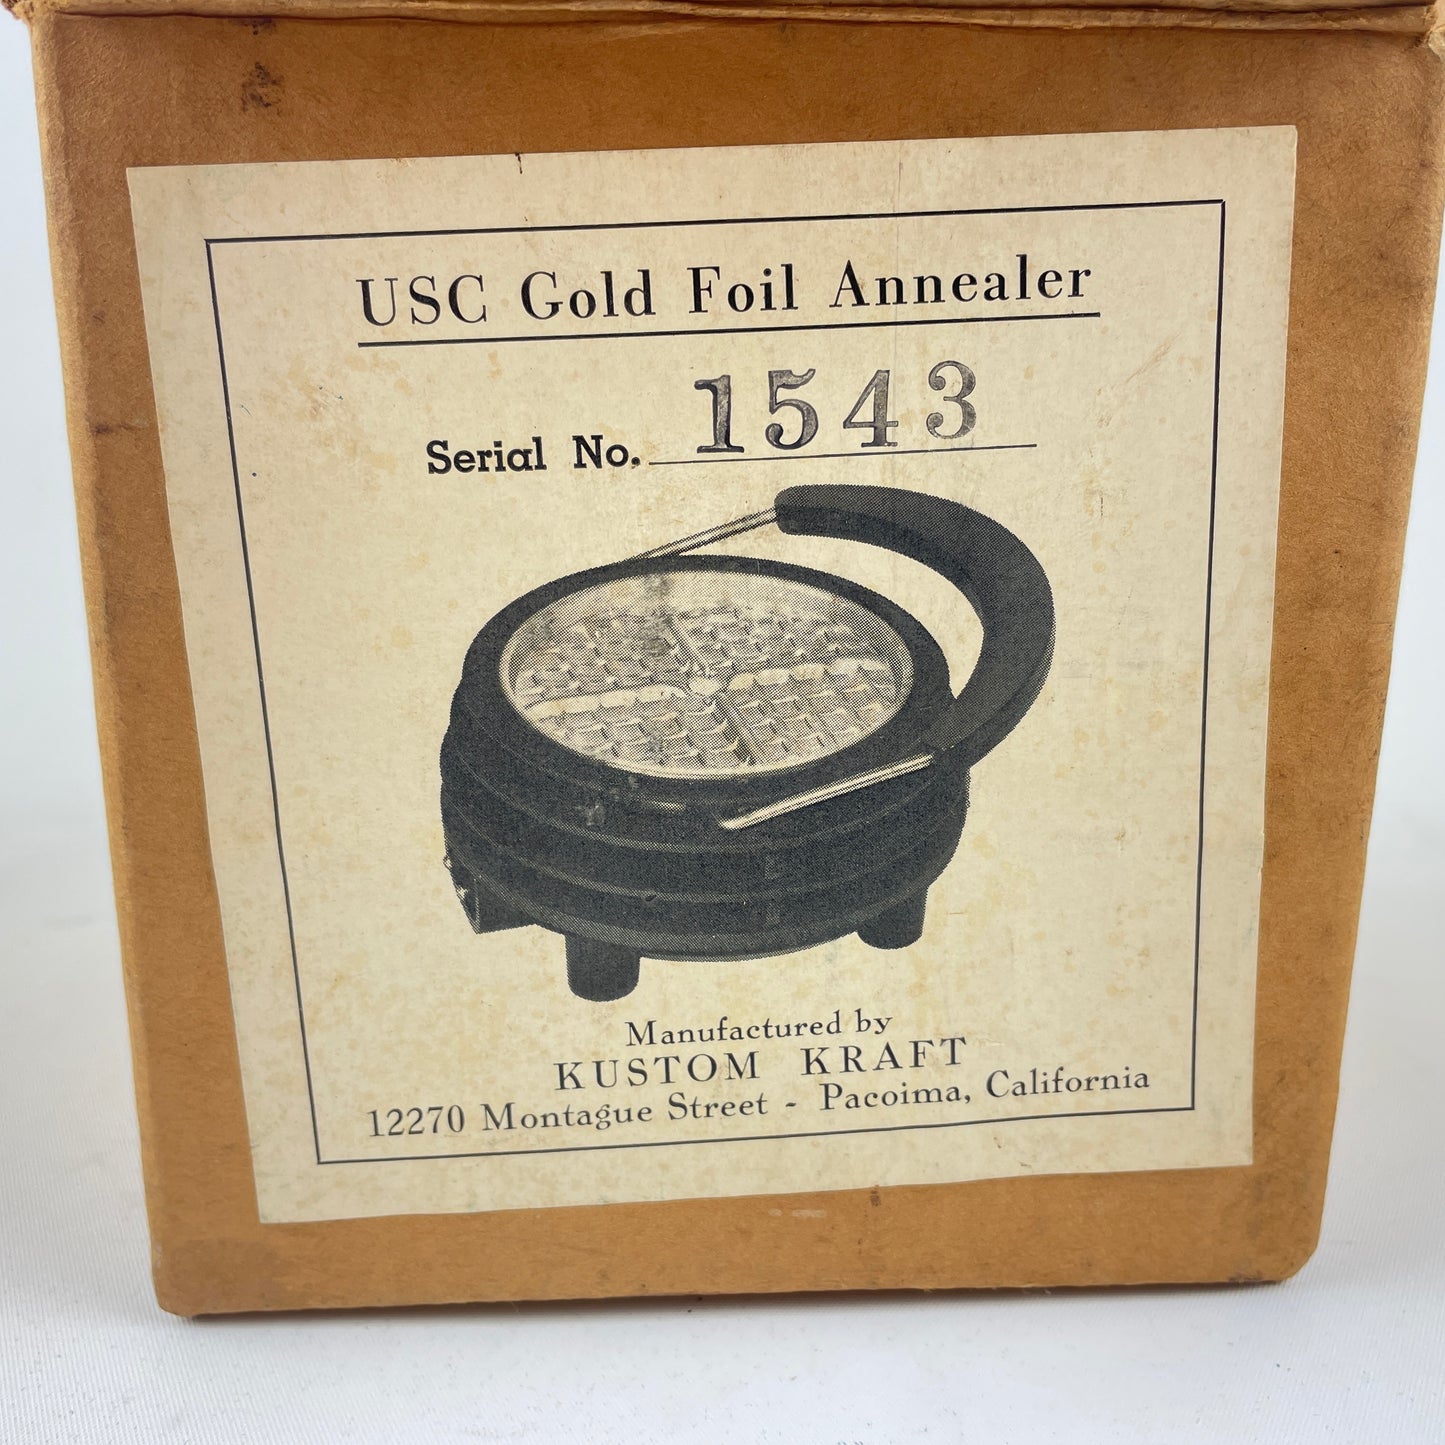 USC Gold Foil Annealer
Serial No. 1543
Manufactured by
KUSTOM KRAFT
12270 Montague Street - Pacoima, California